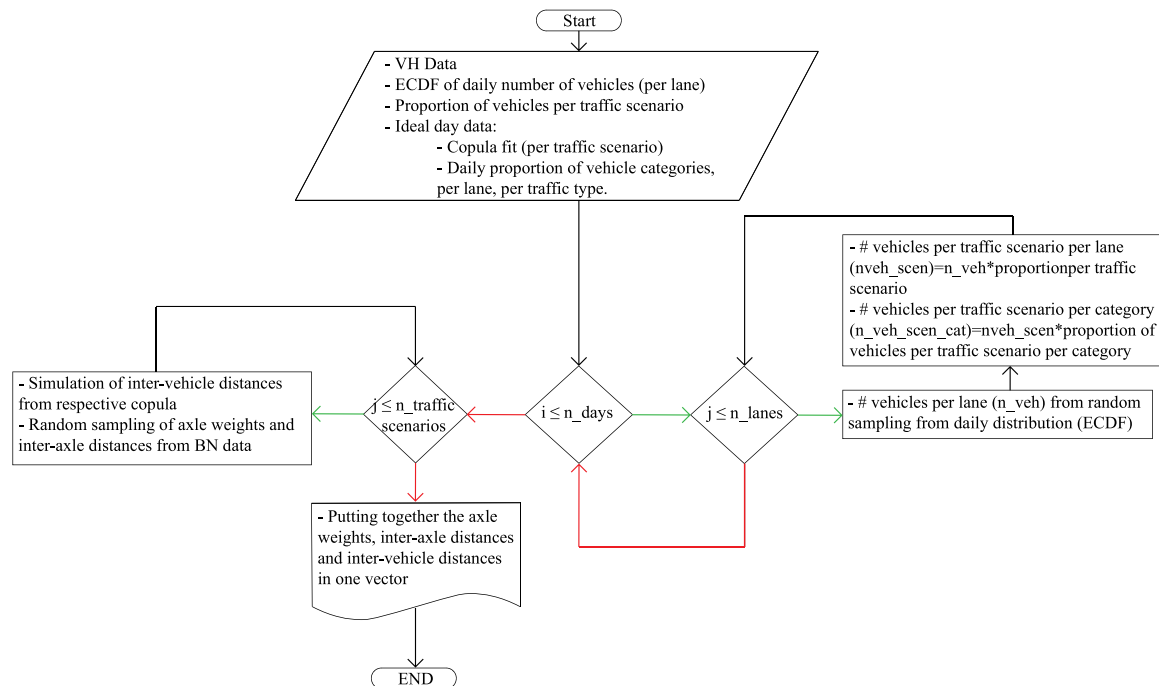 Start
- VH Data
- ECDF of daily number of vehicles (per lane)
- Proportion of vehicles per traffic scenario
- Ideal day data:
- Copula fit (per traffic scenario)
- Daily proportion of vehicle categories,
per lane, per traffic type.
- # vehicles per traffic scenario per lane
(nveh_scen)=n_veh*proportionper traffic
scenario
- # vehicles per traffic scenario per category
(n_veh_scen_cat)=nveh_scen*proportion of
vehicles per traffic scenario per category
- Simulation of inter-vehicle distances
from respective copula
- Random sampling of axle weights and
inter-axle distances from BN data
j ≤ n_traffic
scenarios
i ≤ n_days
j ≤ n_lanes
- # vehicles per lane (n_veh) from random
sampling from daily distribution (ECDF)
- Putting together the axle
weights, inter-axle distances
and inter-vehicle distances
in one vector
END